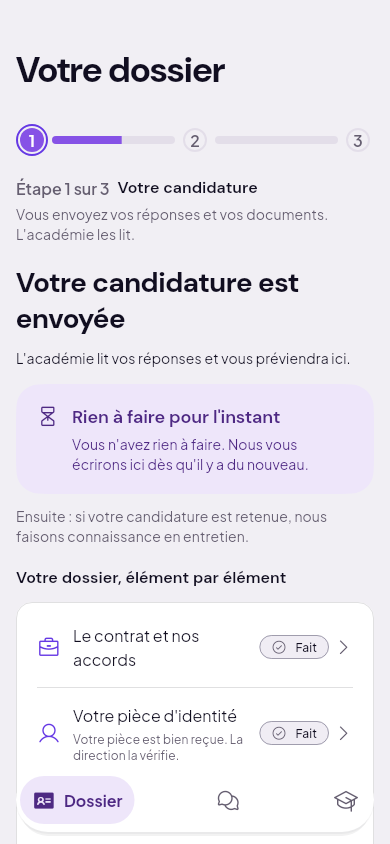 Votre dossier
1
2
3
Étape 1 sur 3 Votre candidature
Vous envoyez vos réponses et vos documents.
L'académie les lit.
Votre candidature est
envoyée
L'académie lit vos réponses et vous préviendra ici.
Rien à faire pour l'instant
Vous n'avez rien à faire. Nous vous
écrirons ici dès qu'il y a du nouveau.
Ensuite : si votre candidature est retenue, nous
faisons connaissance en entretien.
Votre dossier, élément par élément
Le contrat et nos
accords
Fait
Votre pièce d'identité
Votre pièce est bien reçue. La
direction la vérifie.
Fait
Dossier